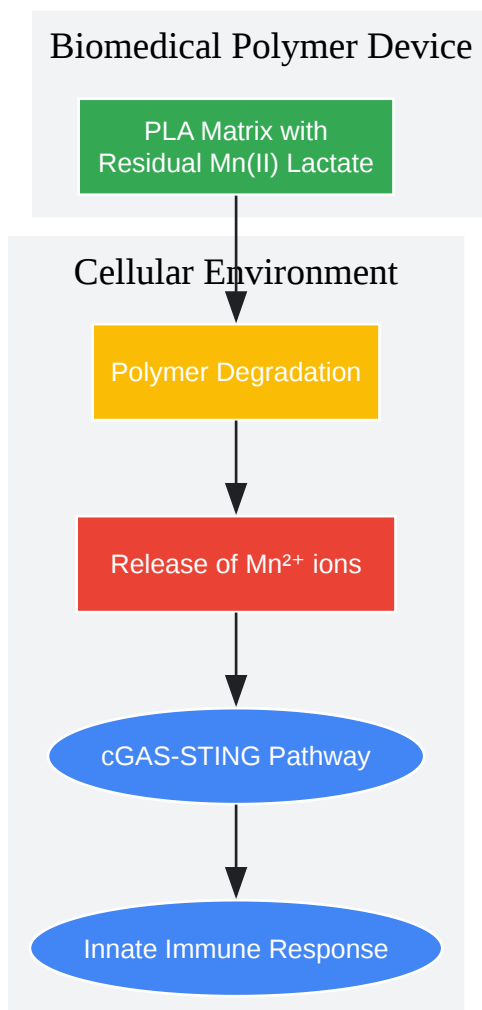 Biomedical Polymer Device
PLA Matrix with
Residual Mn(II) Lactate
Cellular Environment
Polymer Degradation
Release of Mn²⁺ ions
cGAS-STING Pathway
Innate Immune Response